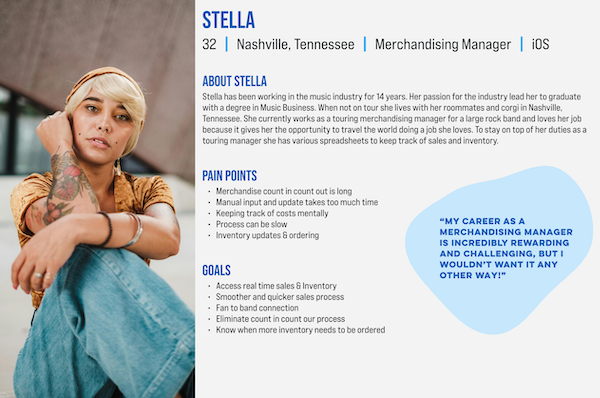 STELLA
32 | Nashville, Tennessee | Merchandising Manager | iOS
ABOUT STELLA
Stella has been working in the music industry for 14 years. Her passion for the industry lead her to graduate
with a degree in Music Business. When not on tour she lives with her roommates and corgi in Nashville,
Tennessee. She currently works as a touring merchandising manager for a large rock band and loves her job
because it gives her the opportunity to travel the world doing a job she loves. To stay on top of her duties as a
touring manager she has various spreadsheets to keep track of sales and inventory.
PAIN POINTS
• Merchandise count in count out is long
• Manual input and update takes too much time
• Keeping track of costs mentally
• Process can be slow
• Inventory updates & ordering
“MY CAREER AS A
MERCHANDISING MANAGER
IS INCREDIBLY REWARDING
AND CHALLENGING, BUT I
WOULDN’T WANT IT ANY
OTHER WAY!”
GOALS
• Access real time sales & Inventory
• Smoother and quicker sales process
• Fan to band connection
• Eliminate count in count our process
• Know when more inventory needs to be ordered